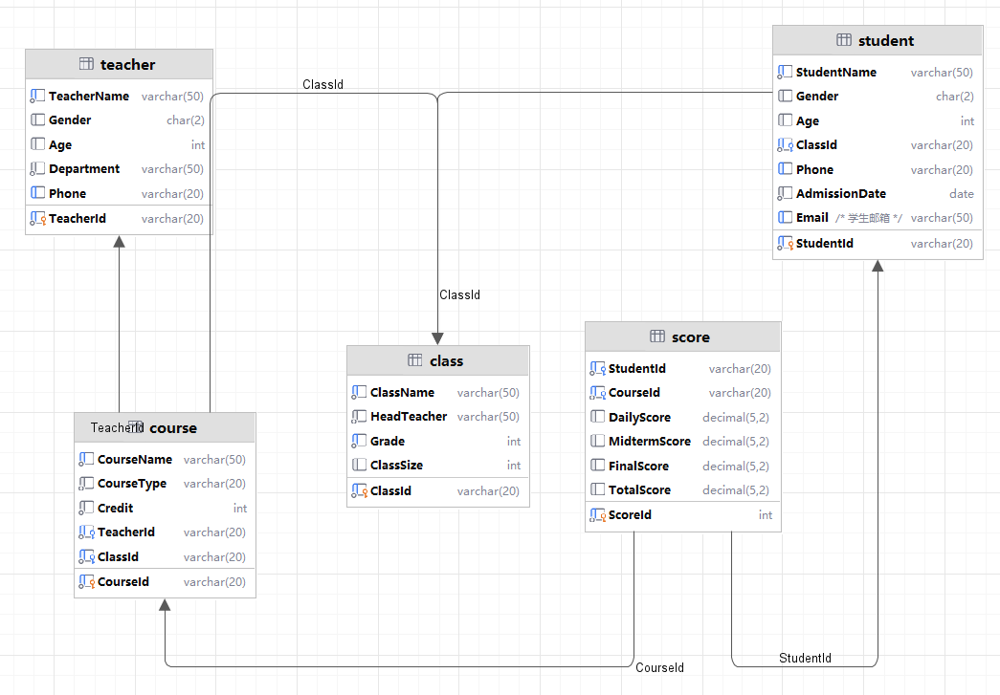 teacher
TeacherName varchar(50)
Gender char(2)
Age int
Department varchar(50)
Phone varchar(20)
TeacherId varchar(20)
ClassId
student
StudentName varchar(50)
Gender char(2)
Age int
ClassId varchar(20)
Phone varchar(20)
AdmissionDate date
Email /* 学生邮箱 */ varchar(50)
StudentId varchar(20)
ClassId
class
ClassName varchar(50)
HeadTeacher varchar(50)
Grade int
ClassSize int
ClassId varchar(20)
score
StudentId varchar(20)
CourseId varchar(20)
DailyScore decimal(5,2)
MidtermScore decimal(5,2)
FinalScore decimal(5,2)
TotalScore decimal(5,2)
ScoreId int
TeacherId
course
CourseName varchar(50)
CourseType varchar(20)
Credit int
TeacherId varchar(20)
ClassId varchar(20)
CourseId varchar(20)
CourseId
StudentId